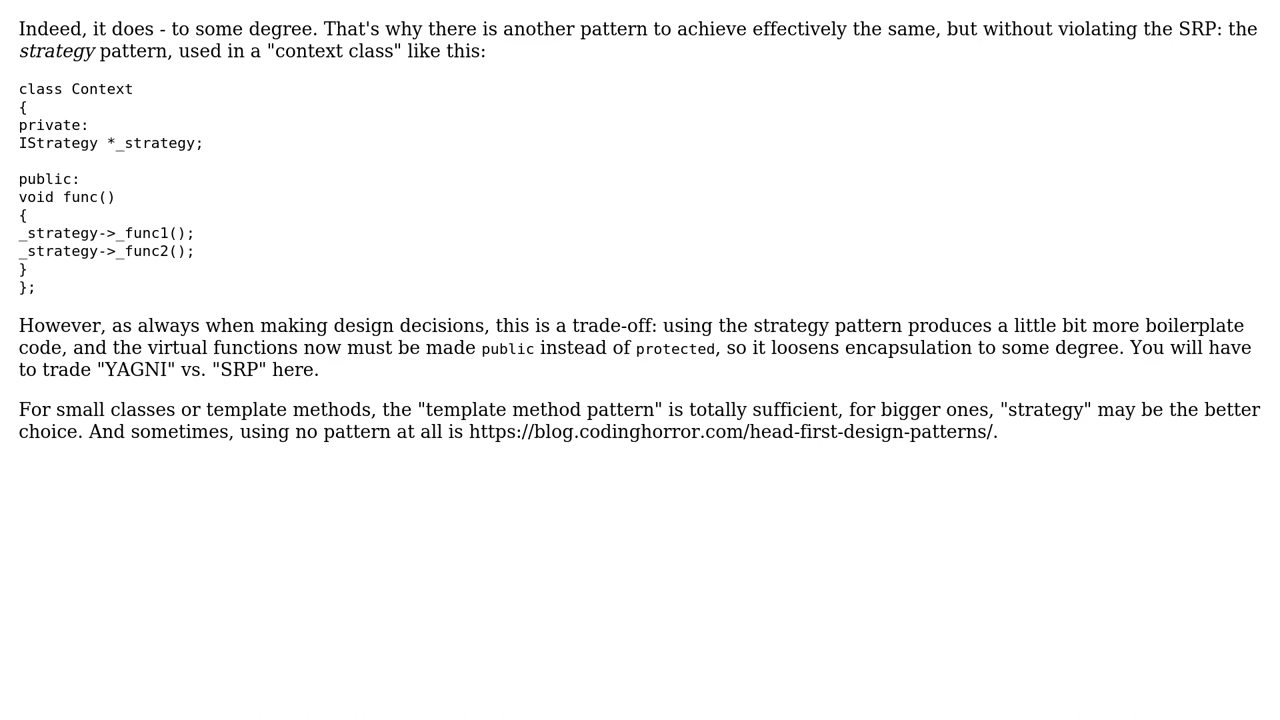 Indeed, it does - to some degree. That's why there is another pattern to achieve effectively the same, but without violating the SRP: the
strategy pattern, used in a "context class" like this:
class Context
{
private:
IStrategy *_strategy;
public:
void func()
{
_strategy->_func1();
_strategy->_func2();
}
};
However, as always when making design decisions, this is a trade-off: using the strategy pattern produces a little bit more boilerplate
code, and the virtual functions now must be made public instead of protected, so it loosens encapsulation to some degree. You will have
to trade "YAGNI" vs. "SRP" here.
For small classes or template methods, the "template method pattern" is totally sufficient, for bigger ones, "strategy" may be the better
choice. And sometimes, using no pattern at all is https://blog.codinghorror.com/head-first-design-patterns/.